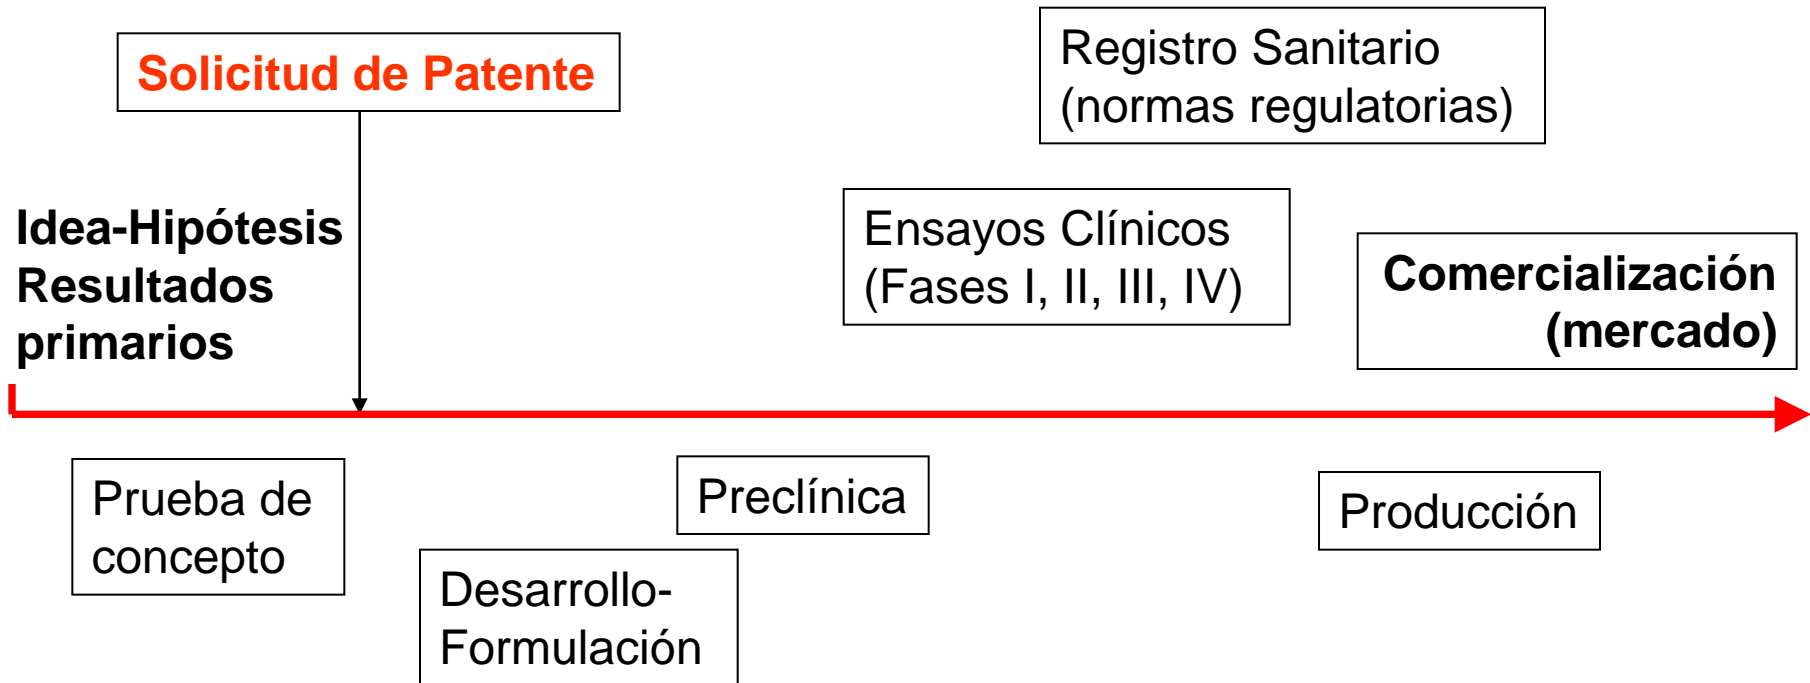 Solicitud de Patente
Registro Sanitario
(normas regulatorias)
Idea-Hipótesis
Resultados
primarios
Ensayos Clínicos
(Fases I, II, III, IV)
Comercialización
(mercado)
Prueba de
concepto
Desarrollo-
Formulación
Preclínica
Producción